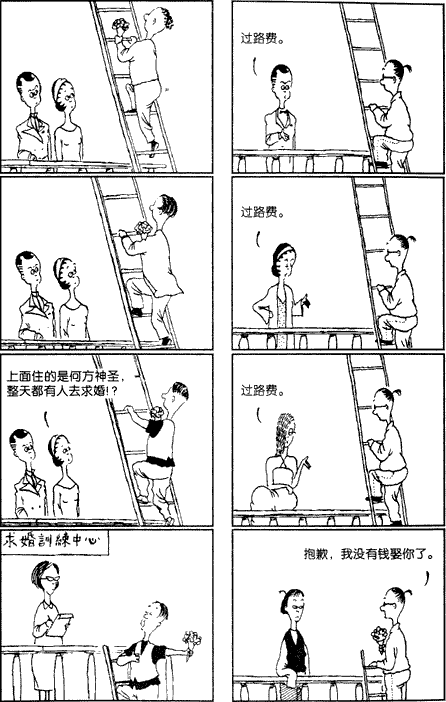 上面住的是何方神圣，
整天都有人去求婚!？
求婚訓練中心
过路费。
过路费。
过路费。
抱歉，我没有钱娶你了。